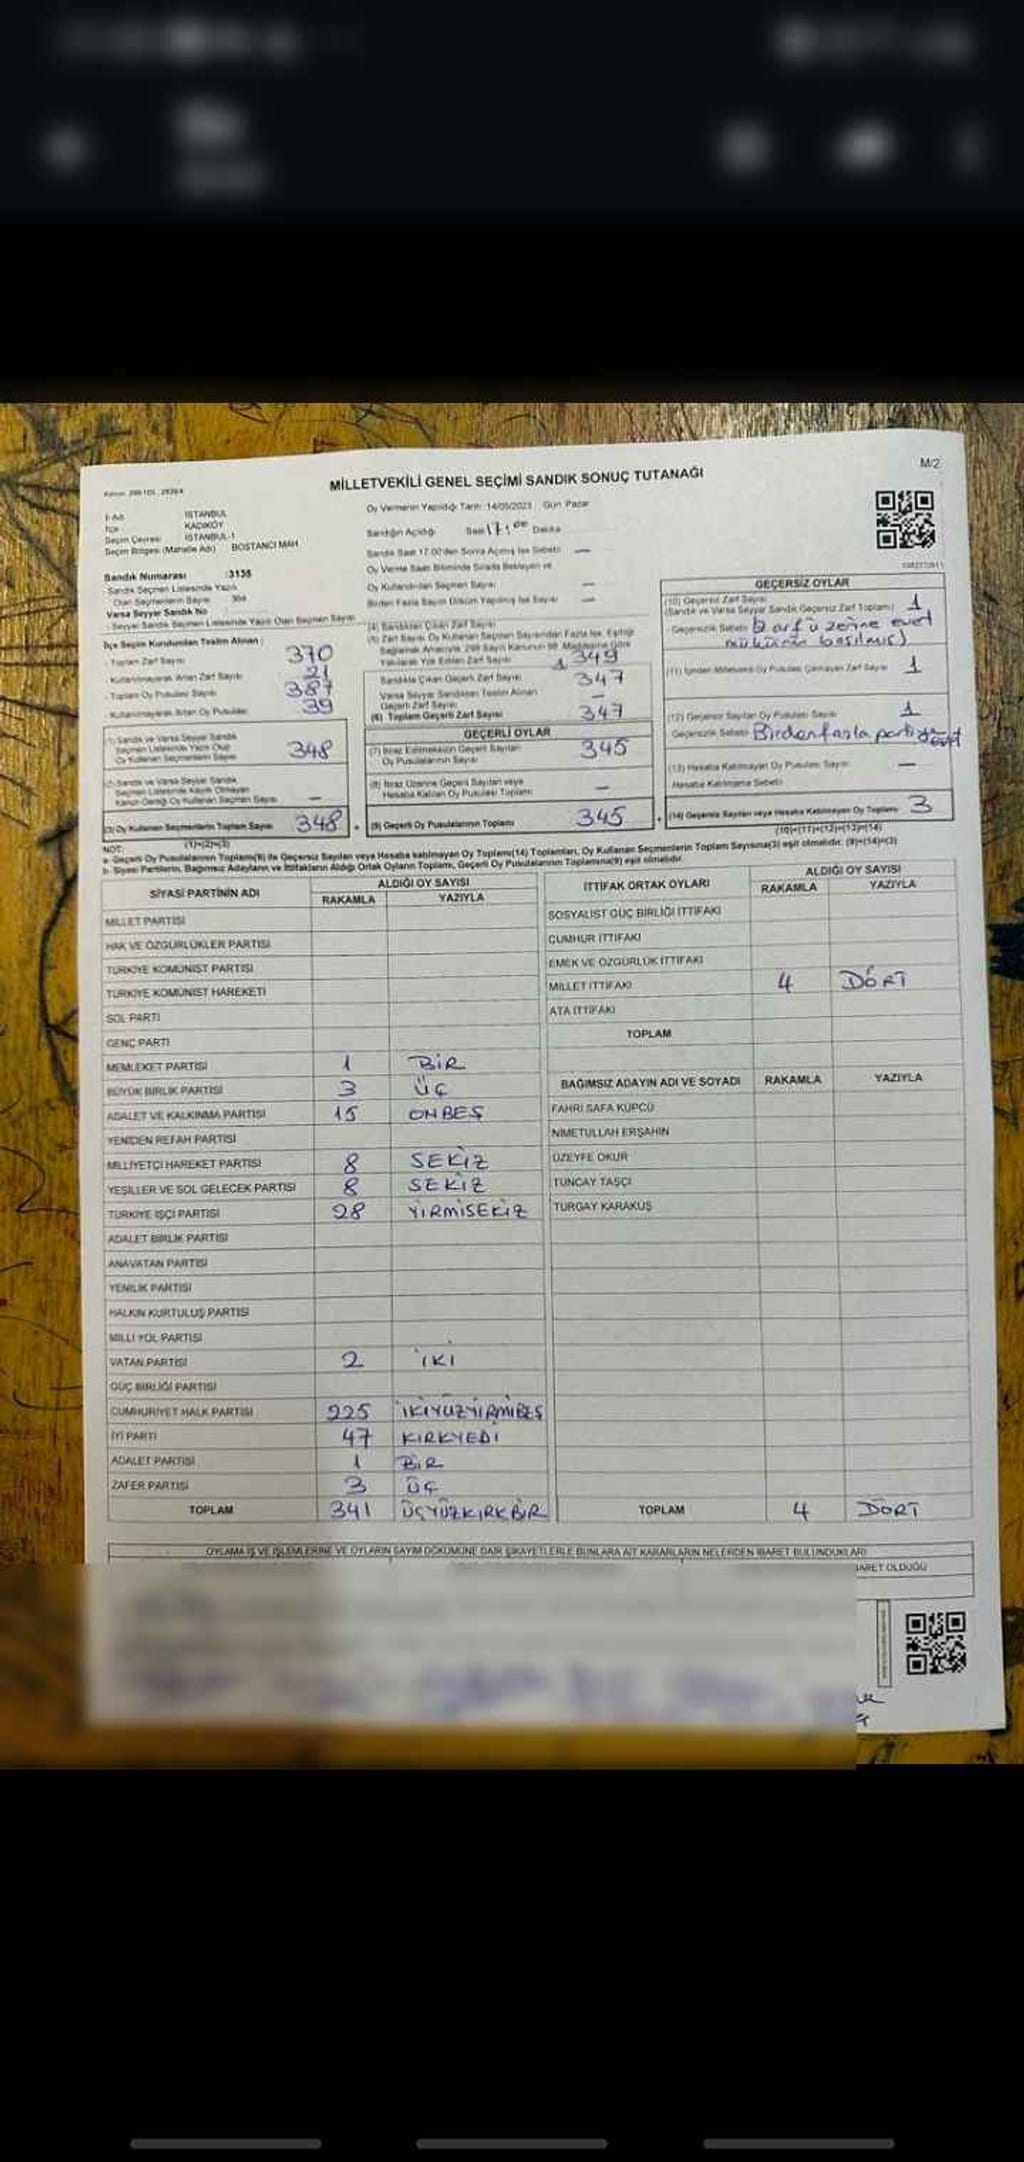 M/2
MİLLETVEKİLİ GENEL SEÇİMİ SANDIK SONUÇ TUTANAĞI
İl Adı : İSTANBUL
İlçe : KADIKÖY
Seçim Çevresi : İSTANBUL-1
Seçim Bölgesi (Mahalle Adı) BOSTANCI MAH
Sandık Numarası :3135
Sandık Seçmen Listesinde Yazılı
Olan Seçmenlerin Sayısı
Varsa Seyyar Sandık No
Seyyar Sandık Seçmen Listesinde Yazılı Olan Seçmen Sayısı
İlçe Seçim Kurulundan Teslim Alınan :
- Toplam Zarf Sayısı 370
- Kullanılmayarak Artan Zarf Sayısı 21
- Toplam Oy Pusulası Sayısı 387
- Kullanılmayarak Artan Oy Pusulası 39
(1) Sandık ve Varsa Seyyar Sandık
Seçmen Listesinde Yazılı Olup
Oy Kullanan Seçmenlerin Sayısı 348
(2) Sandık ve Varsa Seyyar Sandık
Seçmen Listesinde Kayıtlı Olmayan
Kanun Gereği Oy Kullanan Seçmen Sayısı —
(3) Oy Kullanan Seçmenlerin Toplam Sayısı 348
(1)+(2)=(3)
Oy Vermenin Yapıldığı Tarih: 14/05/2023 Gün: Pazar
Sandığın Açıldığı Saat 17:00 Dakika
Sandık Saat 17.00'den Sonra Açılmış İse Sebebi —
Oy Verme Saati Bitiminde Sırada Bekleyen ve
Oy Kullandırılan Seçmen Sayısı —
Birden Fazla Sayım Döküm Yapılmış İse Sayısı —
(4) Sandıktan Çıkan Zarf Sayısı 349
(5) Zarf Sayısı Oy Kullanan Seçmen Sayısından Fazla İse, Eşitliği
Sağlamak Amacıyla, 298 Sayılı Kanunun 98. Maddesine Göre
Yakılarak Yok Edilen Zarf Sayısı 1
Sandıkta Çıkan Geçerli Zarf Sayısı 347
Varsa Seyyar Sandıktan Teslim Alınan
Geçerli Zarf Sayısı —
(6) Toplam Geçerli Zarf Sayısı 347
GEÇERLİ OYLAR
(7) İtiraz Edilmeksizin Geçerli Sayılan
Oy Pusulalarının Sayısı 345
(8) İtiraz Üzerine Geçerli Sayılan veya
Hesaba Katılan Oy Pusulası Toplamı —
(9) Geçerli Oy Pusulalarının Toplamı 345
GEÇERSİZ OYLAR
(10) Geçersiz Zarf Sayısı
(Sandık ve Varsa Seyyar Sandık Geçersiz Zarf Toplamı) 1
Geçersizlik Sebebi (Zarf üzerine evet
mührünün basılmış)
(11) İçinden Milletvekili Oy Pusulası Çıkmayan Zarf Sayısı 1
(12) Geçersiz Sayılan Oy Pusulası Sayısı 1
Geçersizlik Sebebi Birden fazla partiye evet
(13) Hesaba Katılmayan Oy Pusulası Sayısı —
Hesaba Katılmama Sebebi
(14) Geçersiz Sayılan veya Hesaba Katılmayan Oy Toplamı 3
(10)+(11)+(12)+(13)=(14)
NOT:
a- Geçerli Oy Pusulalarının Toplamı(9) ile Geçersiz Sayılan veya Hesaba katılmayan Oy Toplamı(14) Toplamları, Oy Kullanan Seçmenlerin Toplam Sayısına(3) eşit olmalıdır. (9)+(14)=(3)
b- Siyasi Partilerin, Bağımsız Adayların ve İttifakların Aldığı Ortak Oyların Toplamı, Geçerli Oy Pusulalarının Toplamına(9) eşit olmalıdır.
SİYASİ PARTİNİN ADI ALDIĞI OY SAYISI
RAKAMLA YAZIYLA
MİLLET PARTİSİ
HAK VE ÖZGÜRLÜKLER PARTİSİ
TÜRKİYE KOMÜNİST PARTİSİ
TÜRKİYE KOMÜNİST HAREKETİ
SOL PARTİ
GENÇ PARTİ
MEMLEKET PARTİSİ 1 BİR
BÜYÜK BİRLİK PARTİSİ 3 ÜÇ
ADALET VE KALKINMA PARTİSİ 15 ONBEŞ
YENİDEN REFAH PARTİSİ
MİLLİYETÇİ HAREKET PARTİSİ 8 SEKİZ
YEŞİLLER VE SOL GELECEK PARTİSİ 8 SEKİZ
TÜRKİYE İŞÇİ PARTİSİ 28 YİRMİSEKİZ
ADALET BİRLİK PARTİSİ
ANAVATAN PARTİSİ
YENİLİK PARTİSİ
HALKIN KURTULUŞ PARTİSİ
MİLLİ YOL PARTİSİ
VATAN PARTİSİ 2 İKİ
GÜÇ BİRLİĞİ PARTİSİ
CUMHURİYET HALK PARTİSİ 225 İKİYÜZYİRMİBEŞ
İYİ PARTİ 47 KIRKYEDİ
ADALET PARTİSİ 1 BİR
ZAFER PARTİSİ 3 ÜÇ
TOPLAM 341 ÜÇYÜZKIRKBİR
İTTİFAK ORTAK OYLARI ALDIĞI OY SAYISI
RAKAMLA YAZIYLA
SOSYALİST GÜÇ BİRLİĞİ İTTİFAKI
CUMHUR İTTİFAKI
EMEK VE ÖZGÜRLÜK İTTİFAKI
MİLLET İTTİFAKI 4 DÖRT
ATA İTTİFAKI
TOPLAM
BAĞIMSIZ ADAYIN ADI VE SOYADI RAKAMLA YAZIYLA
FAHRİ SAFA KÜPCÜ
NİMETULLAH ERŞAHİN
ÜZEYFE OKUR
TUNCAY TAŞÇI
TURGAY KARAKUŞ
TOPLAM 4 DÖRT
OYLAMA İŞ VE İŞLEMLERİNE VE OYLARIN SAYIM DÖKÜMÜNE DAİR ŞİKAYETLERLE BUNLARA AİT KARARLARIN NELERDEN İBARET BULUNDUKLARI
İBARET OLDUĞU